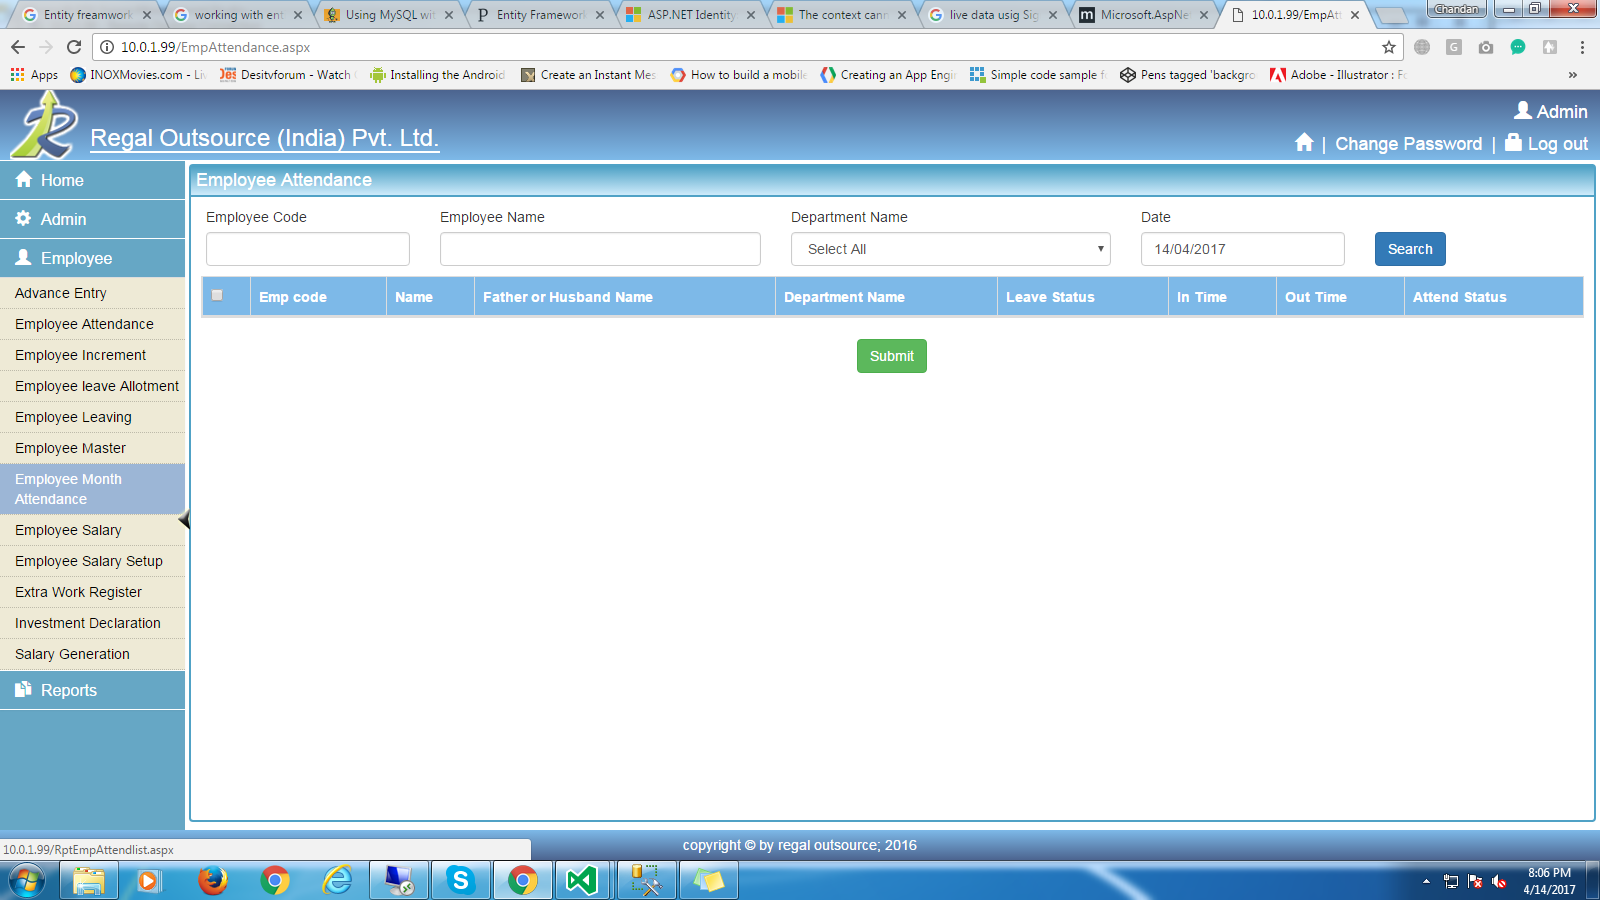 Entity freamwork
working with ent
Using MySQL wit
Entity Framework
ASP.NET Identity
The context cann
live data usig Sig
Microsoft.AspNe
10.0.1.99/EmpAtt
Chandan
10.0.1.99/EmpAttendance.aspx
Apps
INOXMovies.com - Liv
Desitvforum - Watch
Installing the Android
Create an Instant Mes
How to build a mobile
Creating an App Engi
Simple code sample f
Pens tagged 'backgro
Adobe - Illustrator : Fo
»
Regal Outsource (India) Pvt. Ltd.
Admin
| Change Password | Log out
Home
Admin
Employee
Advance Entry
Employee Attendance
Employee Increment
Employee leave Allotment
Employee Leaving
Employee Master
Employee Month
Attendance
Employee Salary
Employee Salary Setup
Extra Work Register
Investment Declaration
Salary Generation
Reports
Employee Attendance
Employee Code
Employee Name
Department Name
Date
Select All
14/04/2017
Search
Emp code
Name
Father or Husband Name
Department Name
Leave Status
In Time
Out Time
Attend Status
Submit
10.0.1.99/RptEmpAttendlist.aspx
copyright © by regal outsource; 2016
8:06 PM
4/14/2017